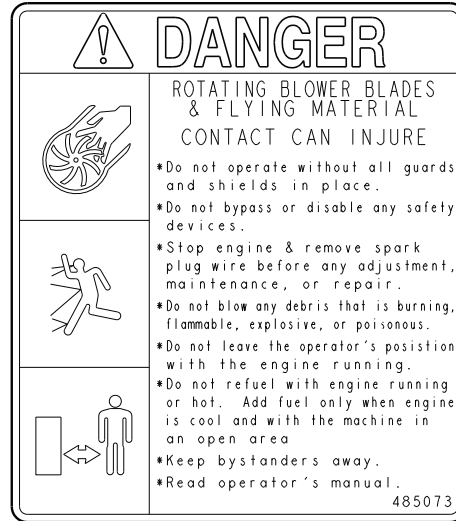 DANGER
ROTATING BLOWER BLADES
& FLYING MATERIAL
CONTACT CAN INJURE
*Do not operate without all guards
and shields in place.
*Do not bypass or disable any safety
devices.
*Stop engine & remove spark
plug wire before any adjustment,
maintenance, or repair.
*Do not blow any debris that is burning,
flammable, explosive, or poisonous.
*Do not leave the operator´s posistion
with the engine running.
*Do not refuel with engine running
or hot. Add fuel only when engine
is cool and with the machine in
an open area
*Keep bystanders away.
*Read operator´s manual.
485073